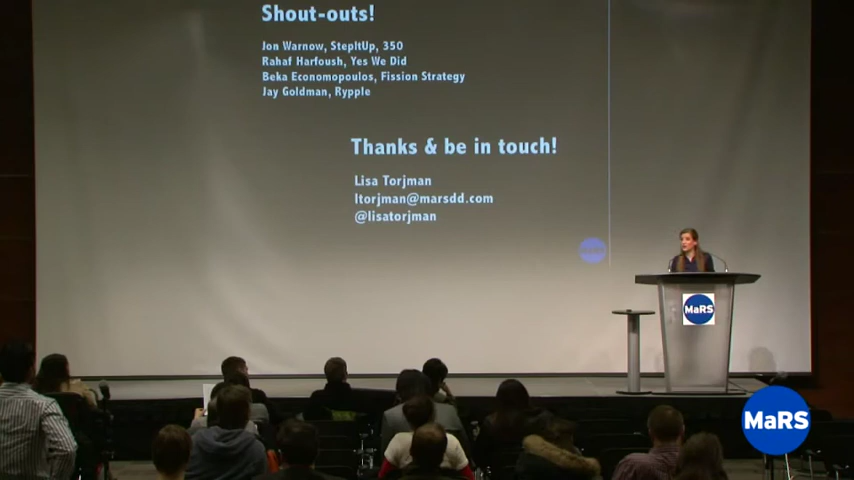 Shout-outs!
Jon Warnow, StepItUp, 350
Rahaf Harfoush, Yes We Did
Beka Economopoulos, Fission Strategy
Jay Goldman, Rypple
Thanks & be in touch!
Lisa Torjman
ltorjman@marsdd.com
@lisatorjman
MaRS
MaRS
MaRS